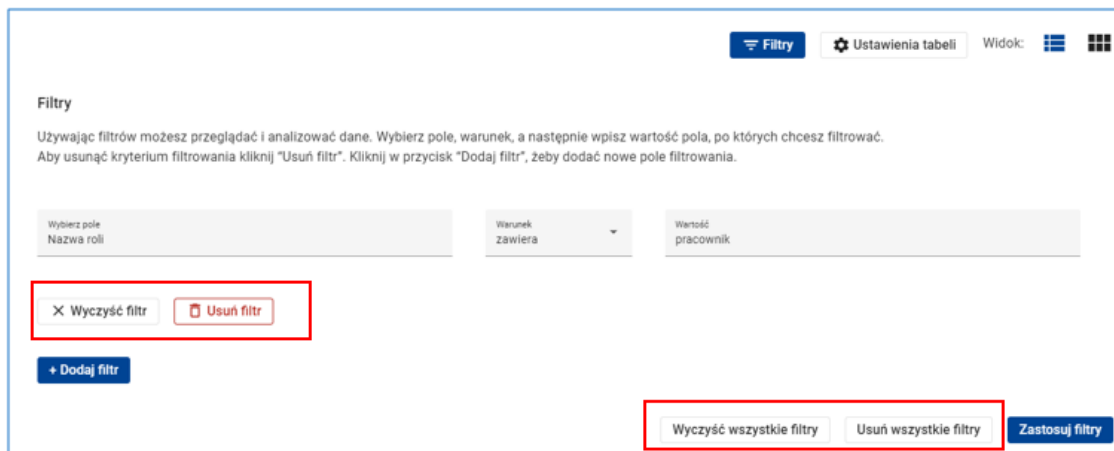 Filtry
Ustawienia tabeli
Widok:
Filtry
Używając filtrów możesz przeglądać i analizować dane. Wybierz pole, warunek, a następnie wpisz wartość pola, po których chcesz filtrować.
Aby usunąć kryterium filtrowania kliknij “Usuń filtr”. Kliknij w przycisk “Dodaj filtr”, żeby dodać nowe pole filtrowania.
Wybierz pole
Nazwa roli
Warunek
zawiera
Wartość
pracownik
Wyczyść filtr
Usuń filtr
+ Dodaj filtr
Wyczyść wszystkie filtry
Usuń wszystkie filtry
Zastosuj filtry